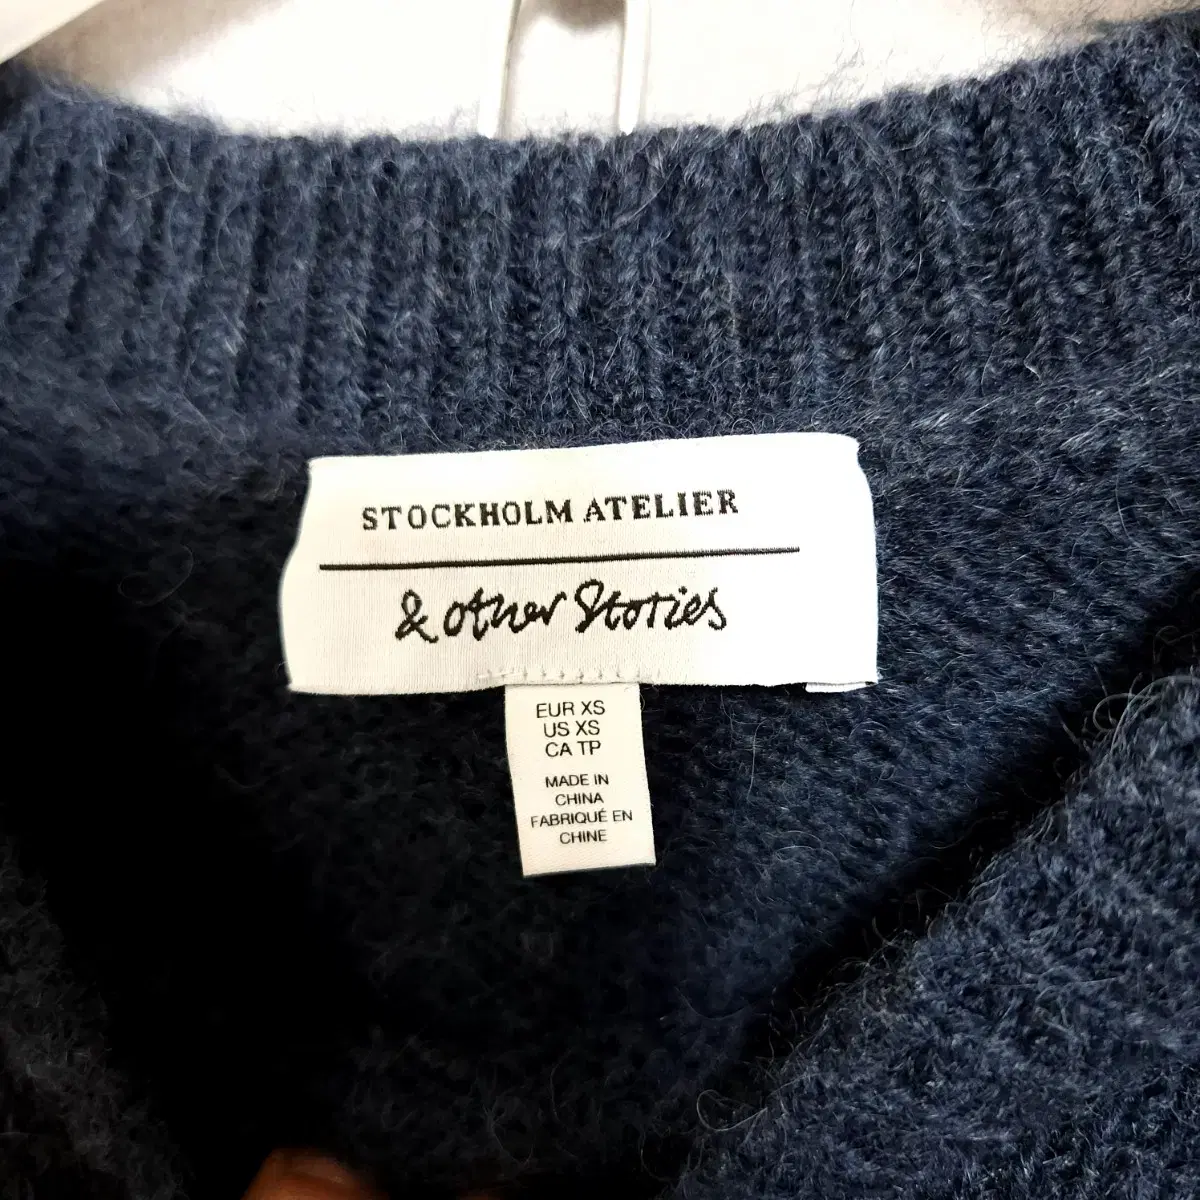 STOCKHOLM ATELIER
& other Stories
EUR XS
US XS
CA TP
MADE IN
CHINA
FABRIQUÉ EN
CHINE